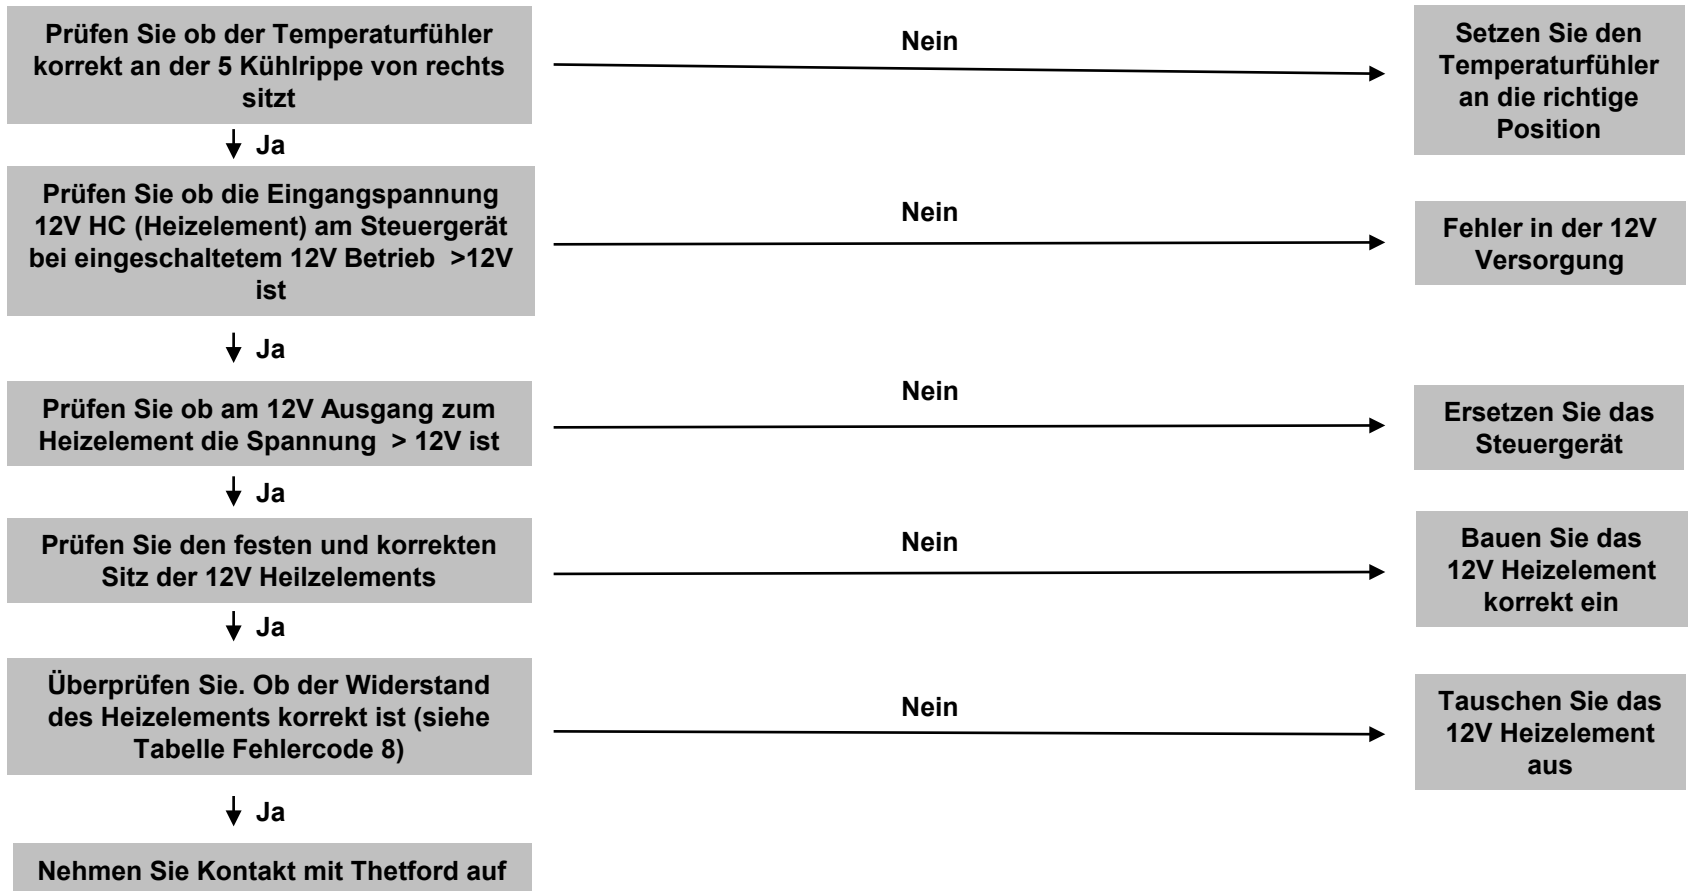 Prüfen Sie ob der Temperaturfühler
korrekt an der 5 Kühlrippe von rechts
sitzt
Nein
Setzen Sie den
Temperaturfühler
an die richtige
Position
Ja
Prüfen Sie ob die Eingangspannung
12V HC (Heizelement) am Steuergerät
bei eingeschaltetem 12V Betrieb >12V
ist
Nein
Fehler in der 12V
Versorgung
Ja
Prüfen Sie ob am 12V Ausgang zum
Heizelement die Spannung > 12V ist
Nein
Ersetzen Sie das
Steuergerät
Ja
Prüfen Sie den festen und korrekten
Sitz der 12V Heilzelements
Nein
Bauen Sie das
12V Heizelement
korrekt ein
Ja
Überprüfen Sie. Ob der Widerstand
des Heizelements korrekt ist (siehe
Tabelle Fehlercode 8)
Nein
Tauschen Sie das
12V Heizelement
aus
Ja
Nehmen Sie Kontakt mit Thetford auf